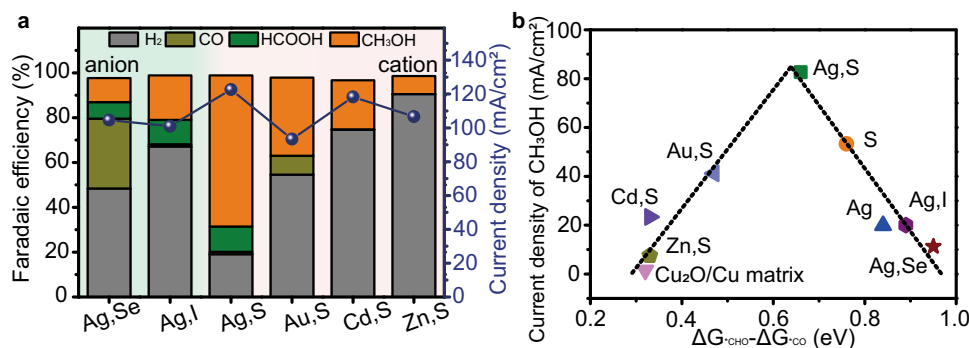 a
H₂ CO HCOOH CH₃OH
anion
cation
Faradaic efficiency (%)
100
80
60
40
20
0
140
120
100
80
60
40
20
0
Current density (mA/cm²)
Ag,Se Ag,I Ag,S Au,S Cd,S Zn,S
b
Current density of CH₃OH (mA/cm²)
100
80
60
40
20
0
Ag,S
S
Au,S
Cd,S
Ag
Ag,I
Zn,S
Ag,Se
Cu₂O/Cu matrix
0.2 0.4 0.6 0.8 1.0
ΔG*CHO-ΔG*CO (eV)